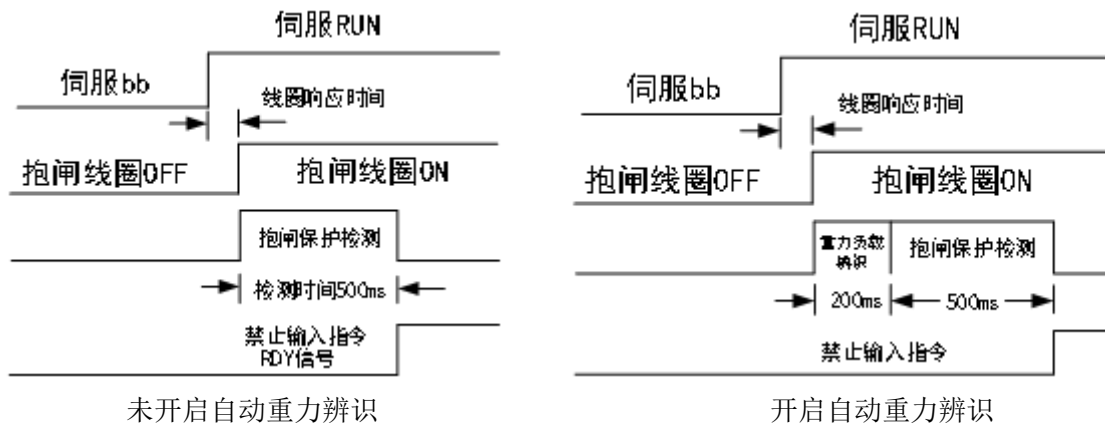 伺服RUN
伺服bb
线圈响应时间
抱闸线圈OFF
抱闸线圈ON
抱闸保护检测
检测时间500ms
禁止输入指令
RDY信号
未开启自动重力辨识
伺服RUN
伺服bb
线圈响应时间
抱闸线圈OFF
抱闸线圈ON
重力负载
辨识
抱闸保护检测
200ms
500ms
禁止输入指令
开启自动重力辨识